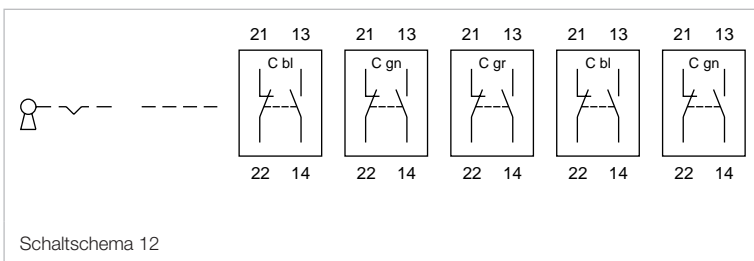 21 13 21 13 21 13 21 13 21 13
C bl C gn C gr C bl C gn
22 14 22 14 22 14 22 14 22 14
Schaltschema 12